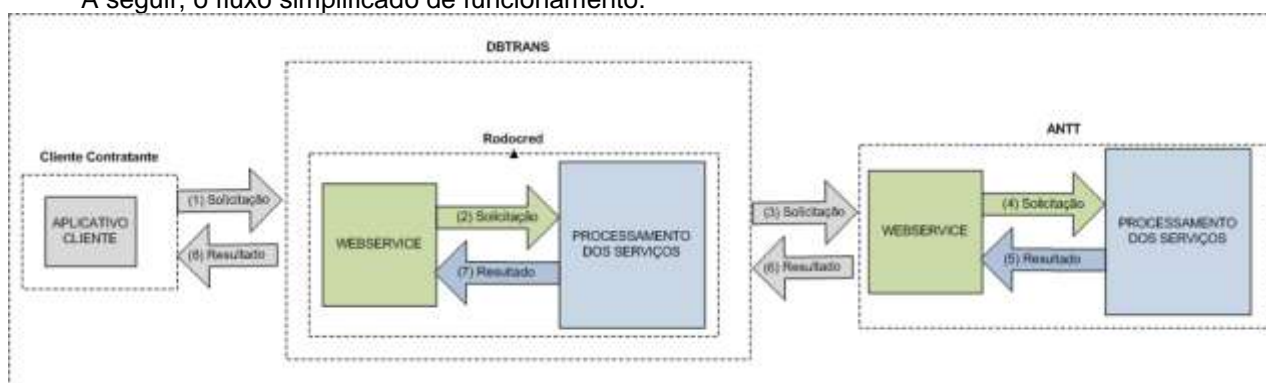 A seguir, o fluxo simplificado de funcionamento:
DBTRANS
Rodocred
ANTT
Cliente Contratante
APLICATIVO
CLIENTE
(1) Solicitação
(8) Resultado
WEBSERVICE
(2) Solicitação
(7) Resultado
PROCESSAMENTO
DOS SERVIÇOS
(3) Solicitação
(6) Resultado
WEBSERVICE
(4) Solicitação
(5) Resultado
PROCESSAMENTO
DOS SERVIÇOS